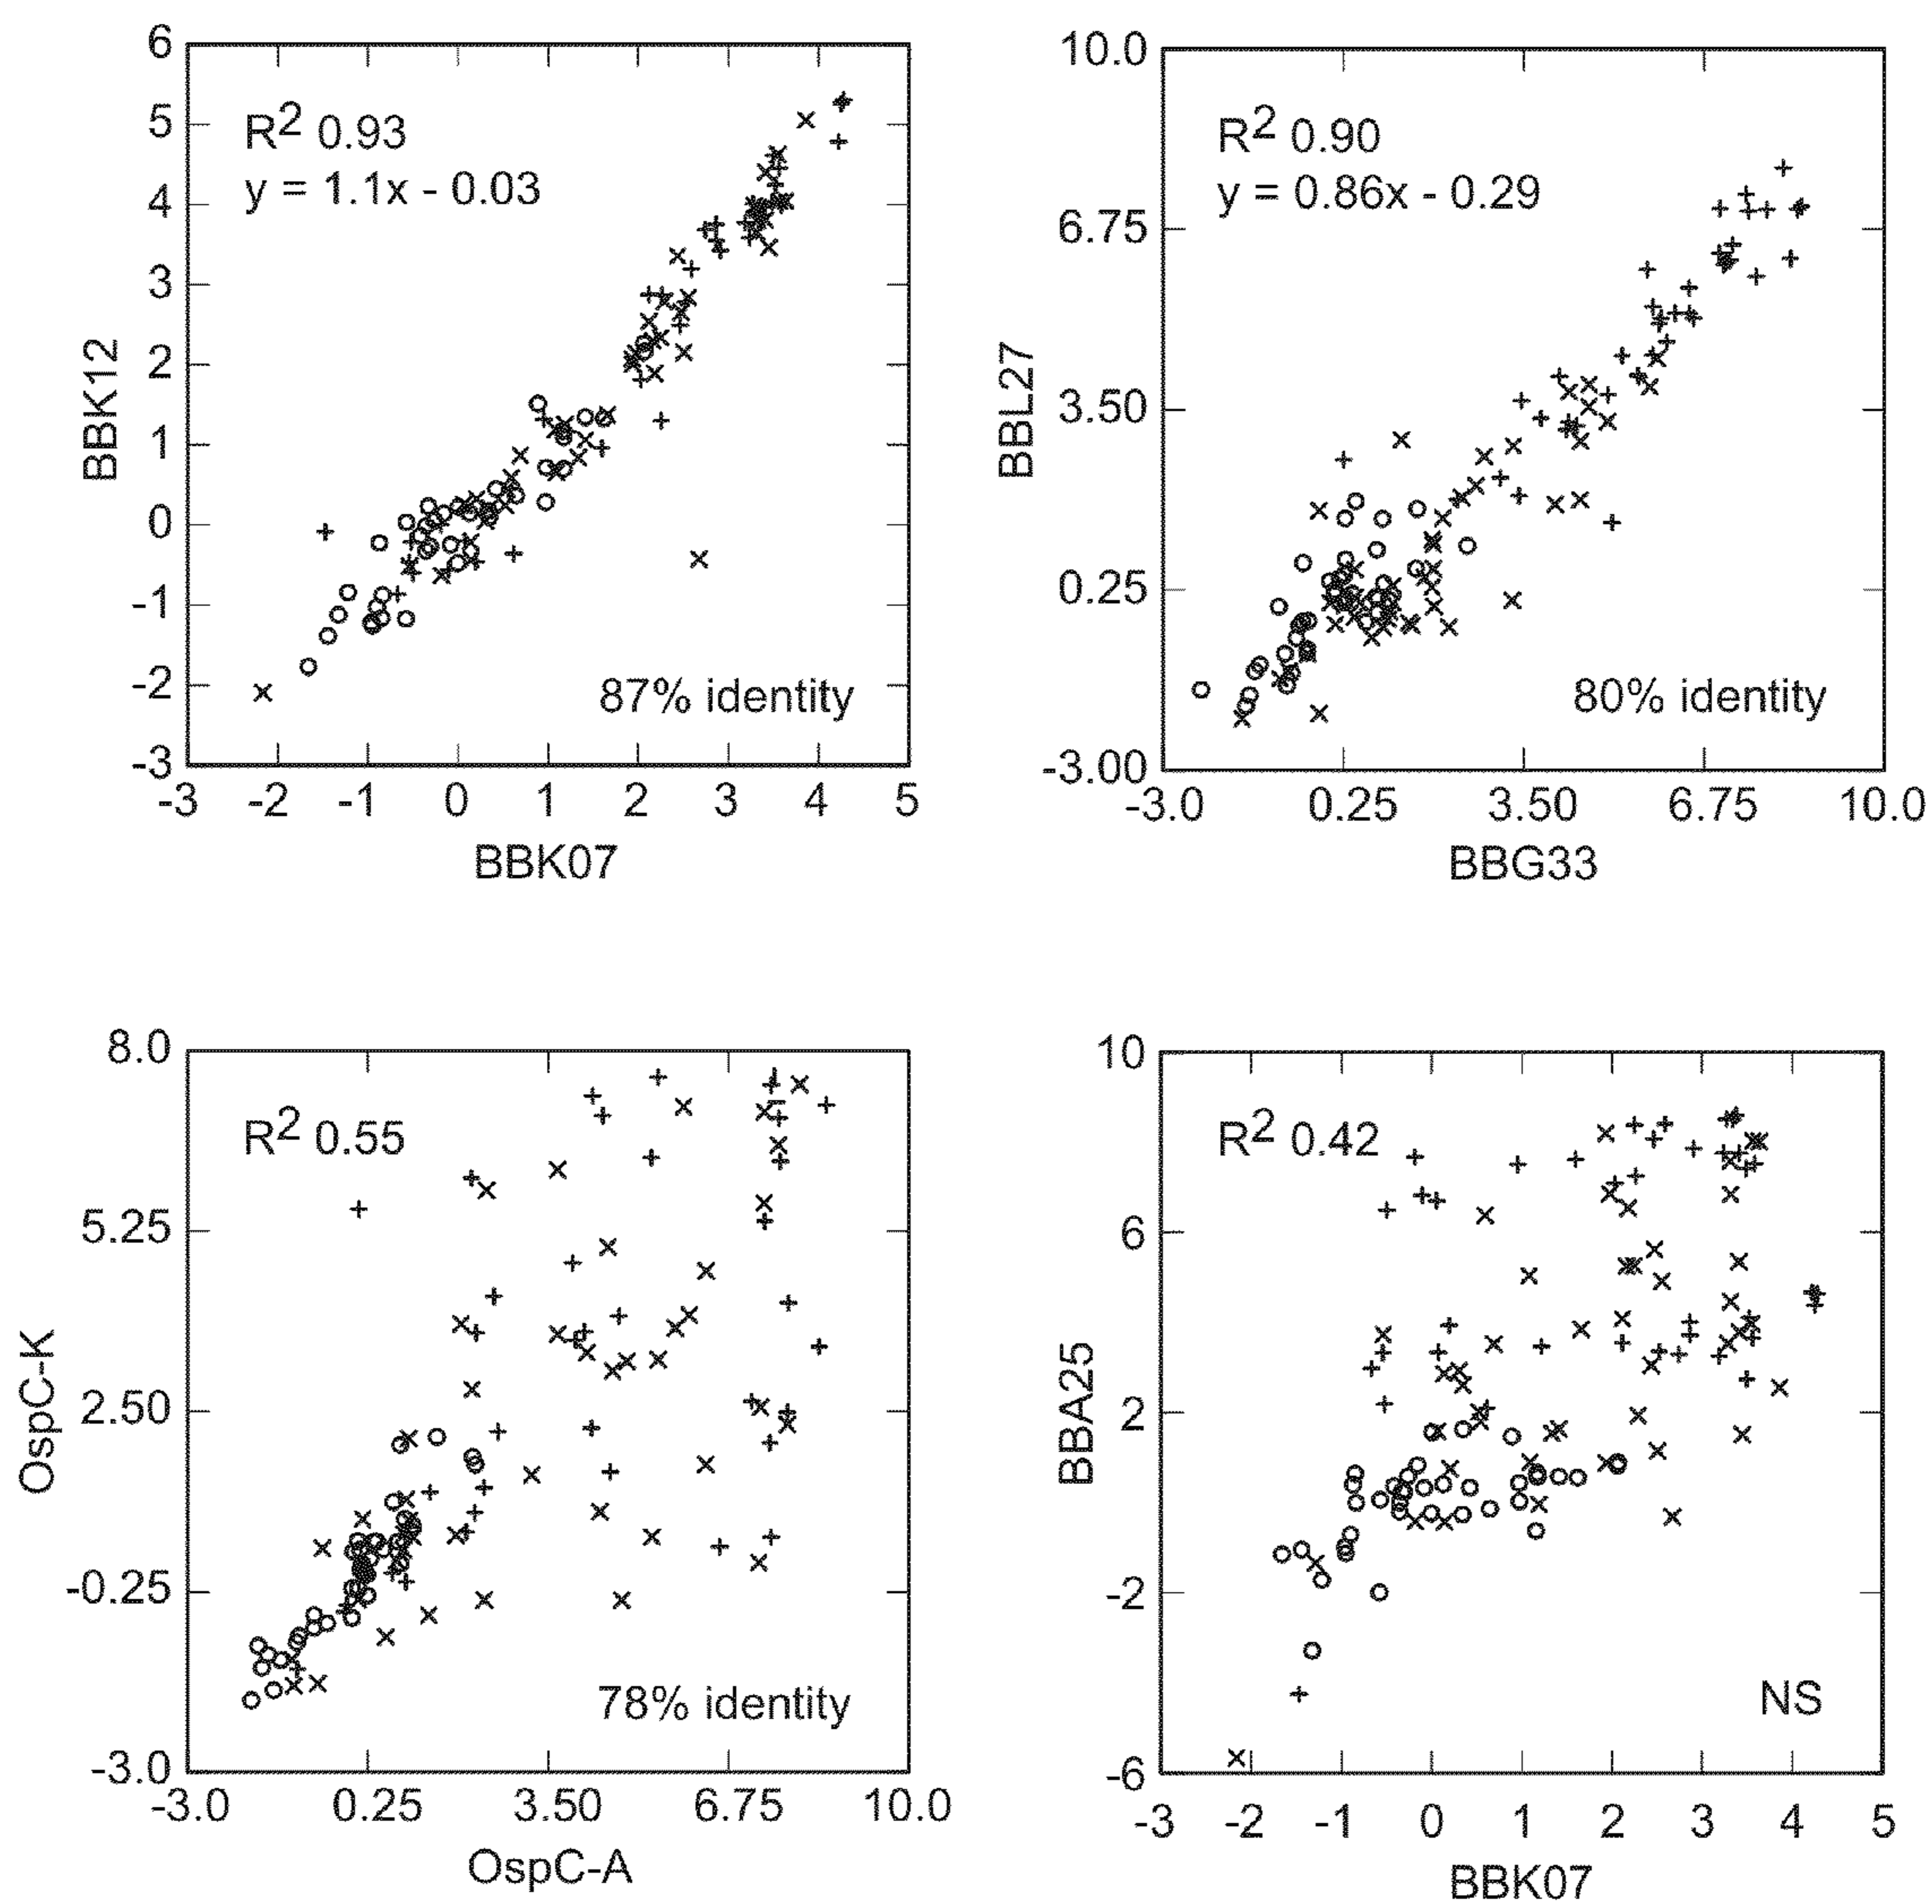 6
5
4
3
2
1
0
-1
-2
-3
BBK12
R2 0.93
y = 1.1x - 0.03
87% identity
-3 -2 -1 0 1 2 3 4 5
BBK07
10.0
6.75
3.50
0.25
-3.00
BBL27
R2 0.90
y = 0.86x - 0.29
80% identity
-3.0 0.25 3.50 6.75 10.0
BBG33
8.0
5.25
2.50
-0.25
-3.0
OspC-K
R2 0.55
78% identity
-3.0 0.25 3.50 6.75 10.0
OspC-A
10
6
2
-2
-6
BBA25
R2 0.42
NS
-3 -2 -1 0 1 2 3 4 5
BBK07